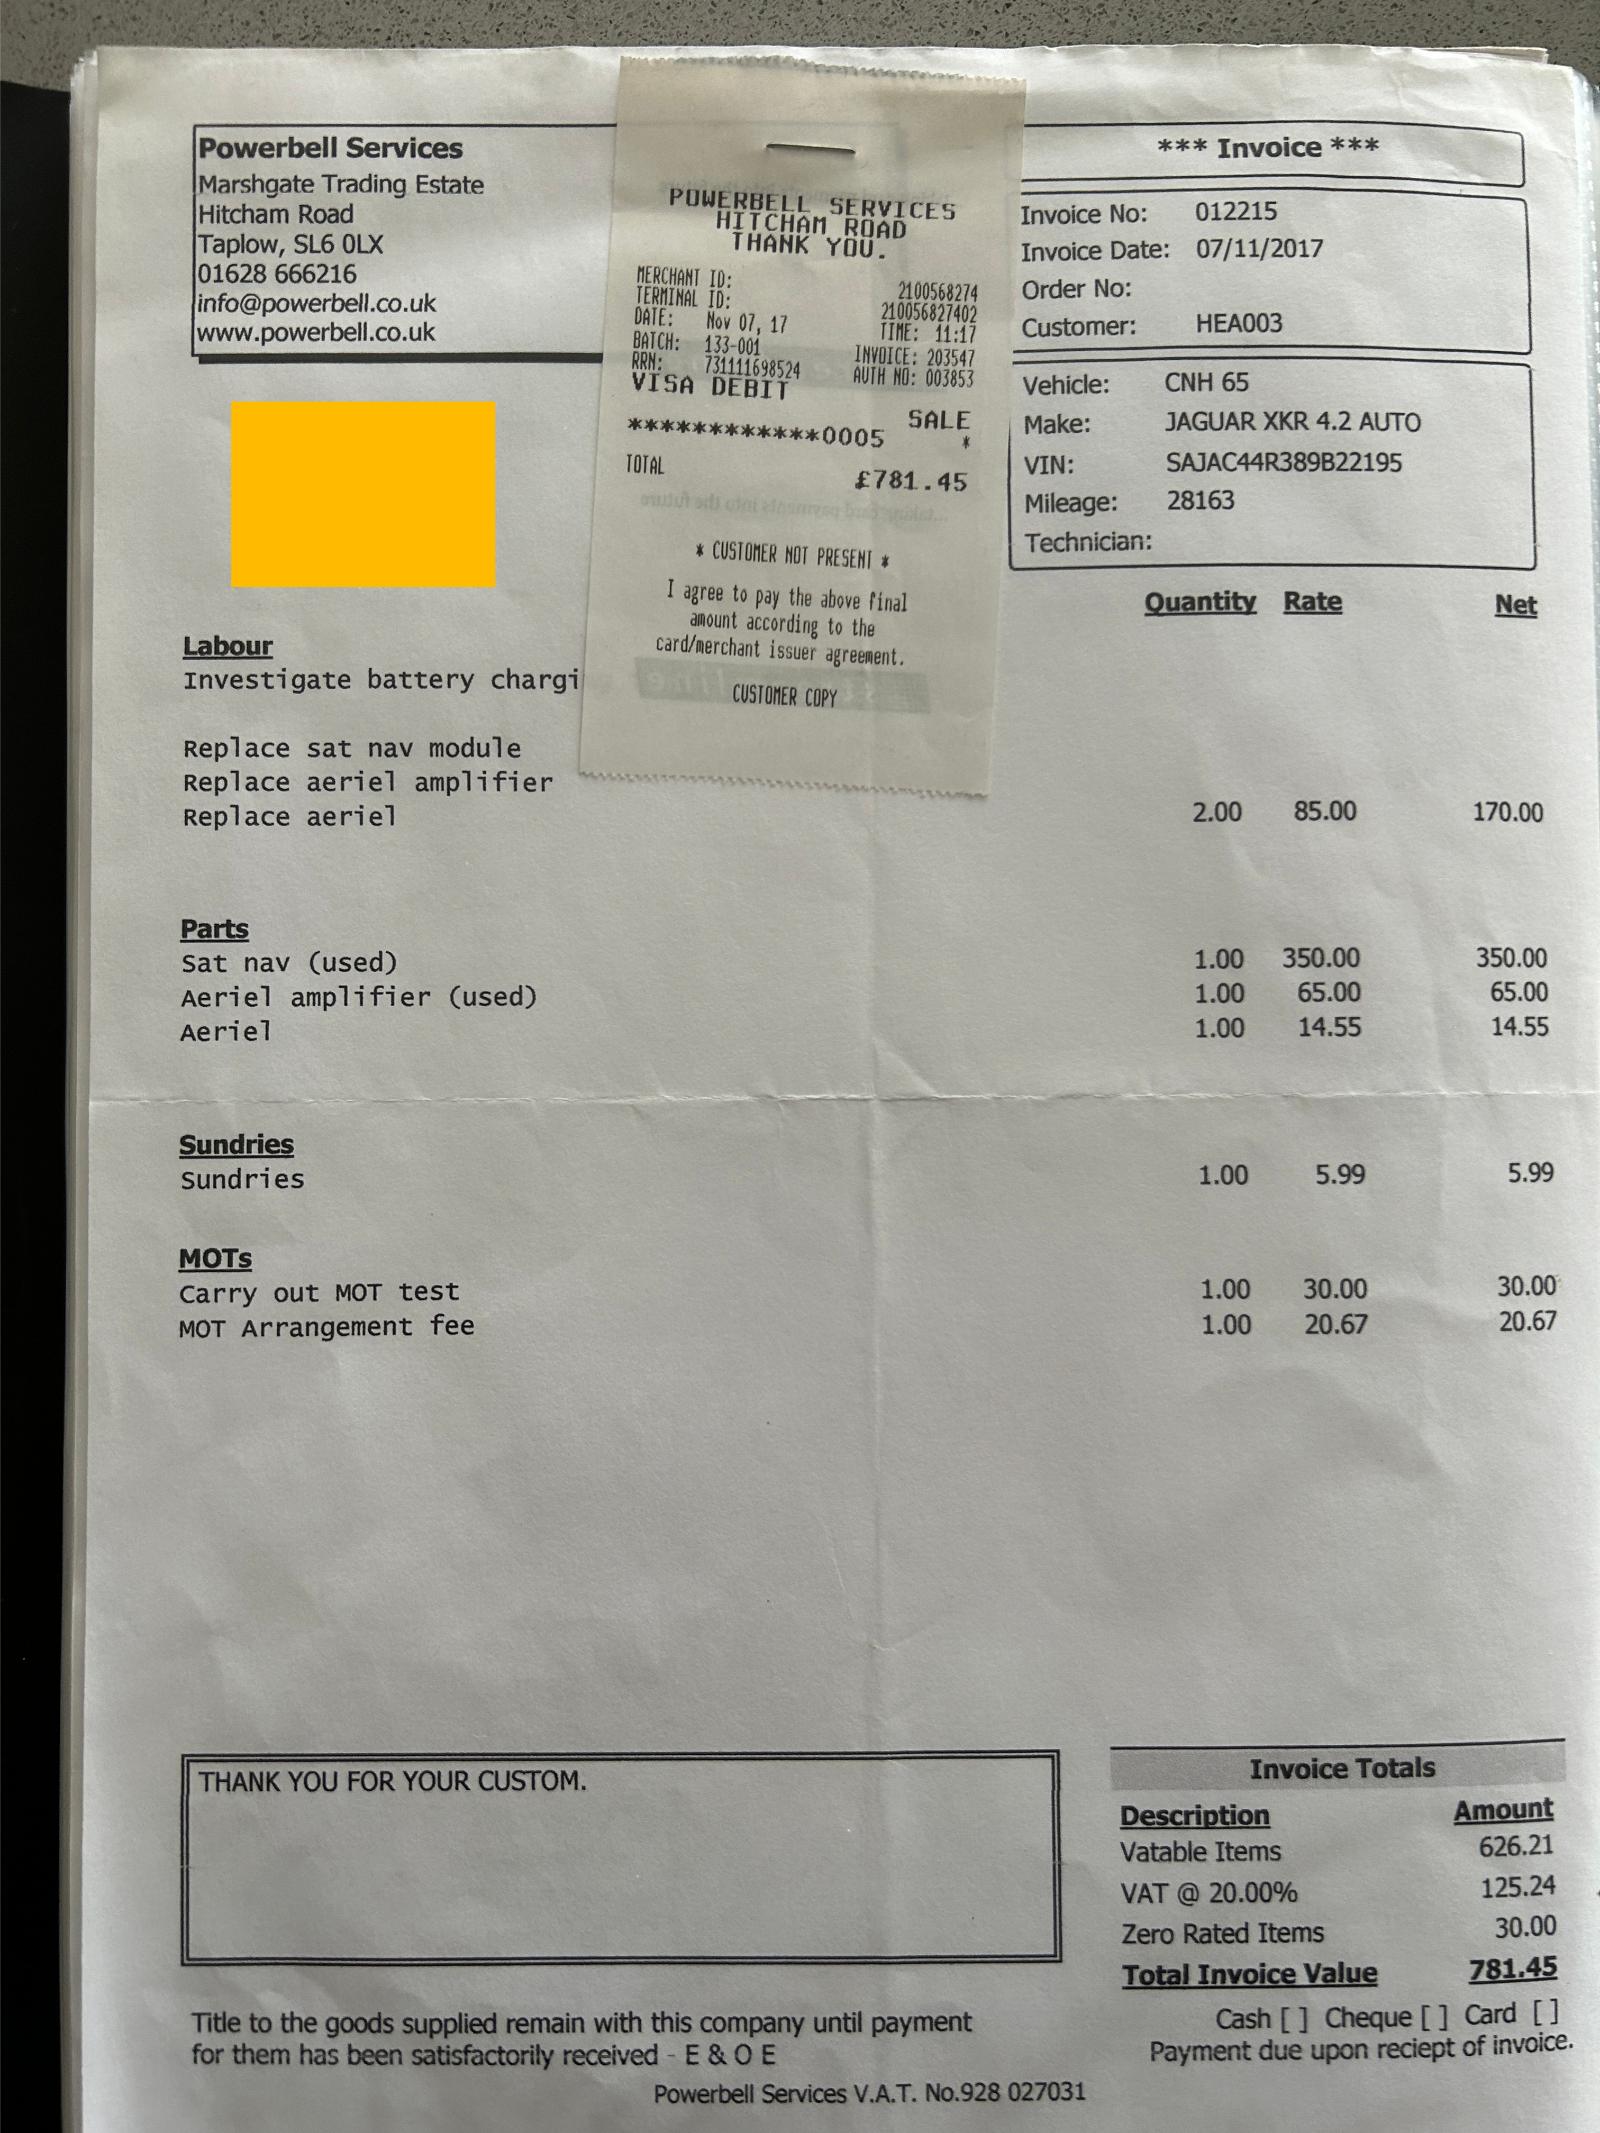 Powerbell Services
Marshgate Trading Estate
Hitcham Road
Taplow, SL6 0LX
01628 666216
info@powerbell.co.uk
www.powerbell.co.uk
POWERBELL SERVICES
HITCHAM ROAD
THANK YOU.
MERCHANT ID: 2100568274
TERMINAL ID: 210056827402
DATE: Nov 07, 17 TIME: 11:17
BATCH: 133-001 INVOICE: 203547
RRN: 731111698524 AUTH NO: 003853
VISA DEBIT
SALE
************0005 *
TOTAL £781.45
...taking card payments into the future
* CUSTOMER NOT PRESENT *
I agree to pay the above final
amount according to the
card/merchant issuer agreement.
CUSTOMER COPY
*** Invoice ***
Invoice No: 012215
Invoice Date: 07/11/2017
Order No:
Customer: HEA003
Vehicle: CNH 65
Make: JAGUAR XKR 4.2 AUTO
VIN: SAJAC44R389B22195
Mileage: 28163
Technician:
Quantity Rate Net
Labour
Investigate battery chargi
Replace sat nav module
Replace aeriel amplifier
Replace aeriel 2.00 85.00 170.00
Parts
Sat nav (used) 1.00 350.00 350.00
Aeriel amplifier (used) 1.00 65.00 65.00
Aeriel 1.00 14.55 14.55
Sundries
Sundries 1.00 5.99 5.99
MOTs
Carry out MOT test 1.00 30.00 30.00
MOT Arrangement fee 1.00 20.67 20.67
THANK YOU FOR YOUR CUSTOM.
Invoice Totals
Description Amount
Vatable Items 626.21
VAT @ 20.00% 125.24
Zero Rated Items 30.00
Total Invoice Value 781.45
Cash [ ] Cheque [ ] Card [ ]
Payment due upon reciept of invoice.
Title to the goods supplied remain with this company until payment
for them has been satisfactorily received - E & O E
Powerbell Services V.A.T. No.928 027031